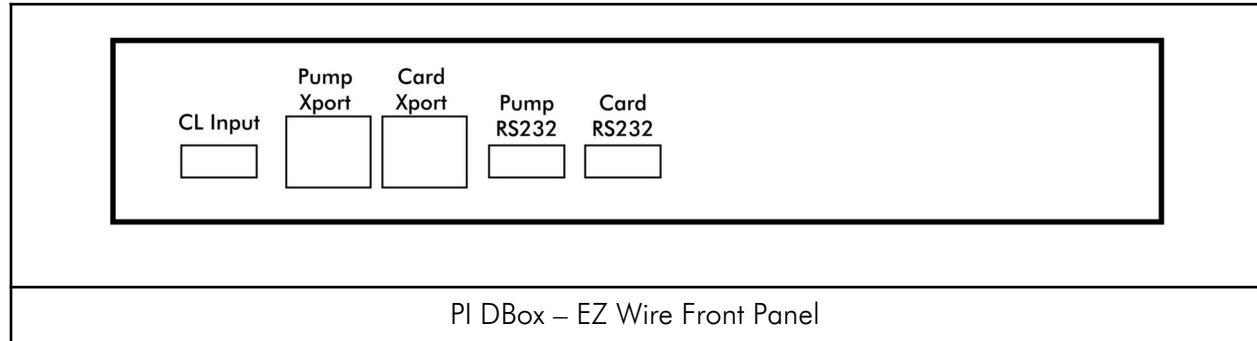 Pump Xport
Card Xport
CL Input
Pump RS232
Card RS232
PI DBox – EZ Wire Front Panel